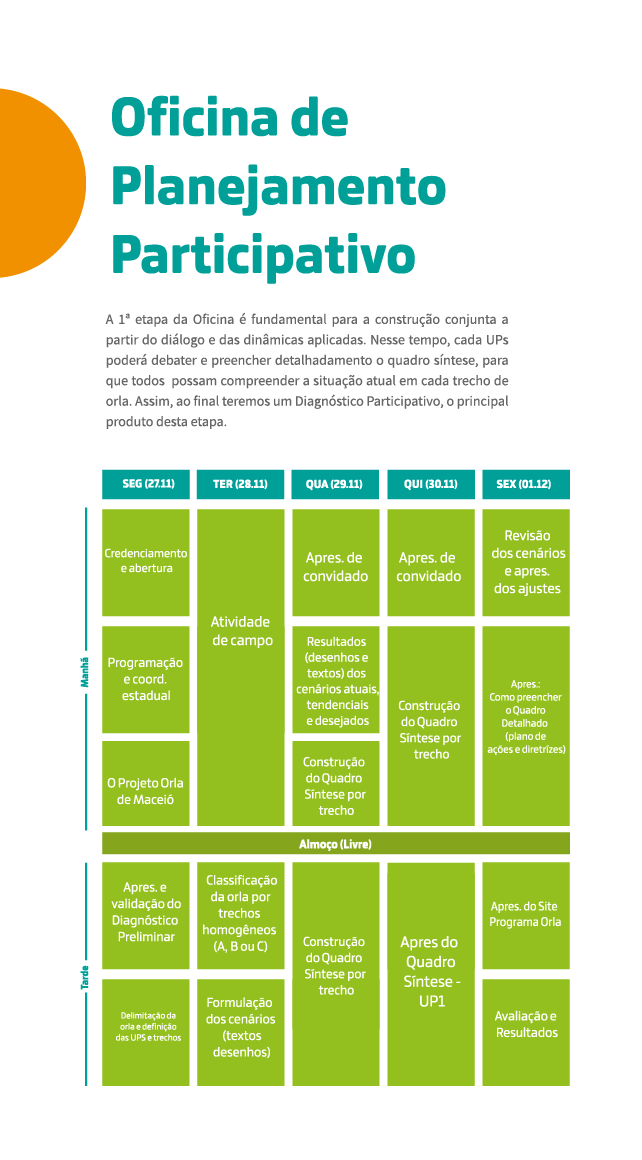 Oficina de
Planejamento
Participativo
A 1ª etapa da Oficina é fundamental para a construção conjunta a
partir do diálogo e das dinâmicas aplicadas. Nesse tempo, cada UPs
poderá debater e preencher detalhadamento o quadro síntese, para
que todos possam compreender a situação atual em cada trecho de
orla. Assim, ao final teremos um Diagnóstico Participativo, o principal
produto desta etapa.
SEG (27.11)
TER (28.11)
QUA (29.11)
QUI (30.11)
SEX (01.12)
Manhã
Credenciamento
e abertura
Programação
e coord.
estadual
O Projeto Orla
de Maceió
Atividade
de campo
Apres. de
convidado
Resultados
(desenhos e
textos) dos
cenários atuais,
tendenciais
e desejados
Construção
do Quadro
Síntese por
trecho
Apres. de
convidado
Construção
do Quadro
Síntese por
trecho
Revisão
dos cenários
e apres.
dos ajustes
Apres.:
Como preencher
o Quadro
Detalhado
(plano de
ações e diretrízes)
Almoço (Livre)
Tarde
Apres. e
validação do
Diagnóstico
Preliminar
Delimitação da
orla e definição
das UPS e trechos
Classificação
da orla por
trechos
homogêneos
(A, B ou C)
Formulação
dos cenários
(textos
desenhos)
Construção
do Quadro
Síntese por
trecho
Apres do
Quadro
Síntese -
UP1
Apres. do Site
Programa Orla
Avaliação e
Resultados